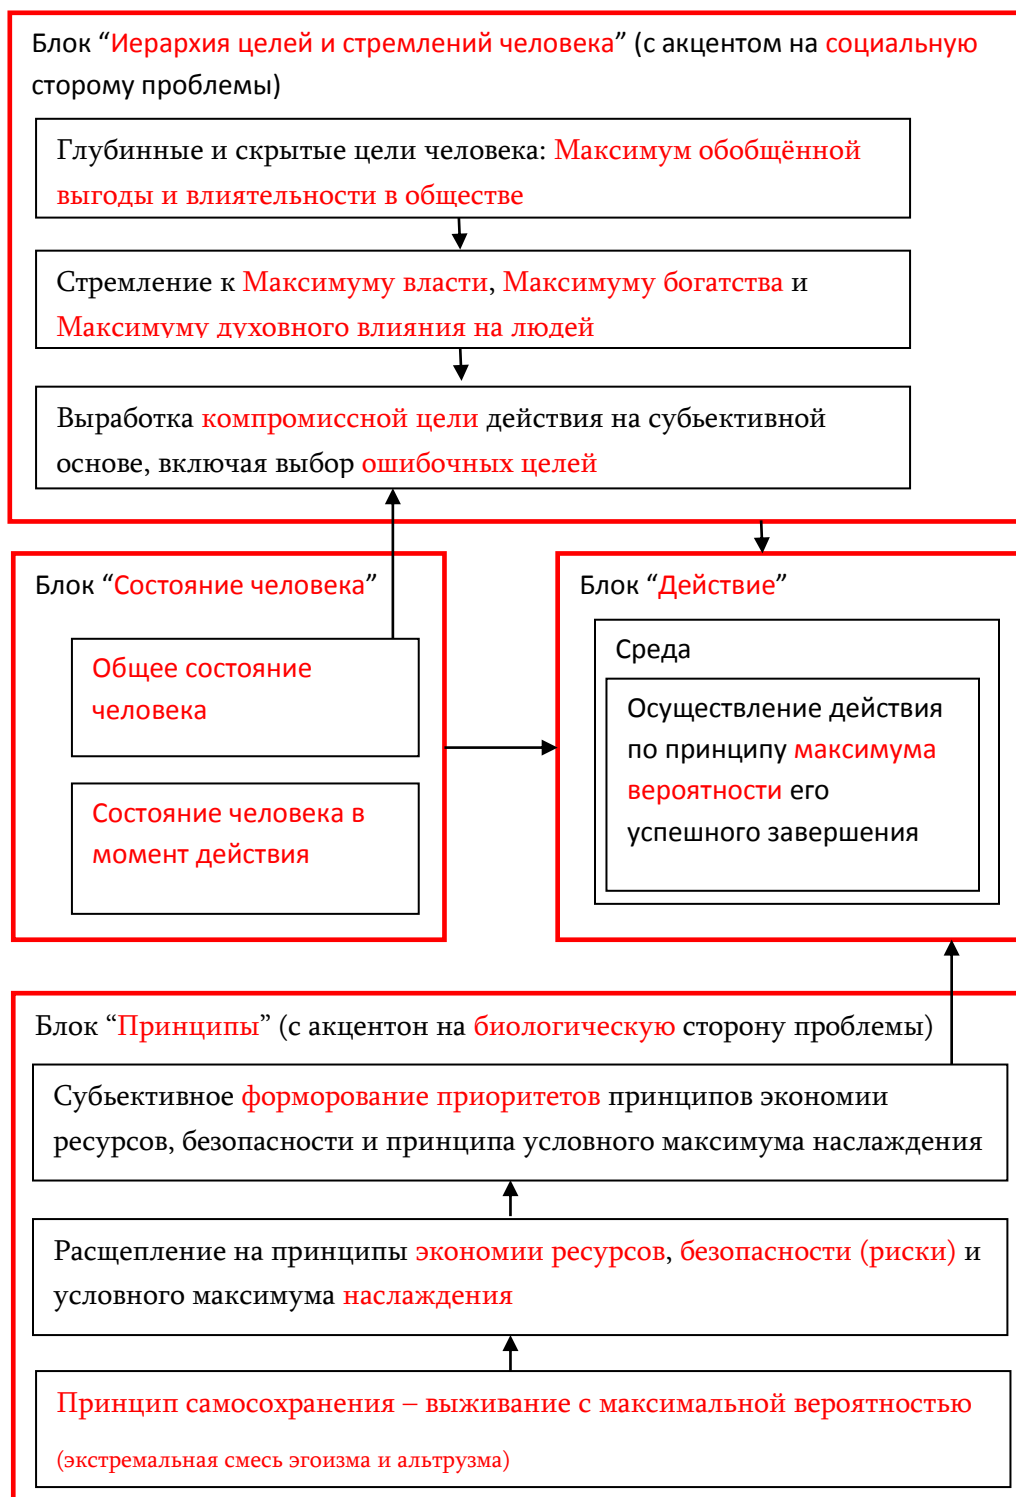 Блок “Иерархия целей и стремлений человека” (с акцентом на социальную
сторому проблемы)
Глубинные и скрытые цели человека: Максимум обобщённой
выгоды и влиятельности в обществе
Стремление к Максимуму власти, Максимуму богатства и
Максимуму духовного влияния на людей
Выработка компромиссной цели действия на субьективной
основе, включая выбор ошибочных целей
Блок “Состояние человека”
Общее состояние
человека
Состояние человека в
момент действия
Блок “Действие”
Среда
Осуществление действия
по принципу максимума
вероятности его
успешного завершения
Блок “Принципы” (с акцентон на биологическую сторону проблемы)
Субьективное форморование приоритетов принципов экономии
ресурсов, безопасности и принципа условного максимума наслаждения
Расщепление на принципы экономии ресурсов, безопасности (риски) и
условного максимума наслаждения
Принцип самосохранения – выживание с максимальной вероятностью
(экстремальная смесь эгоизма и альтрузма)